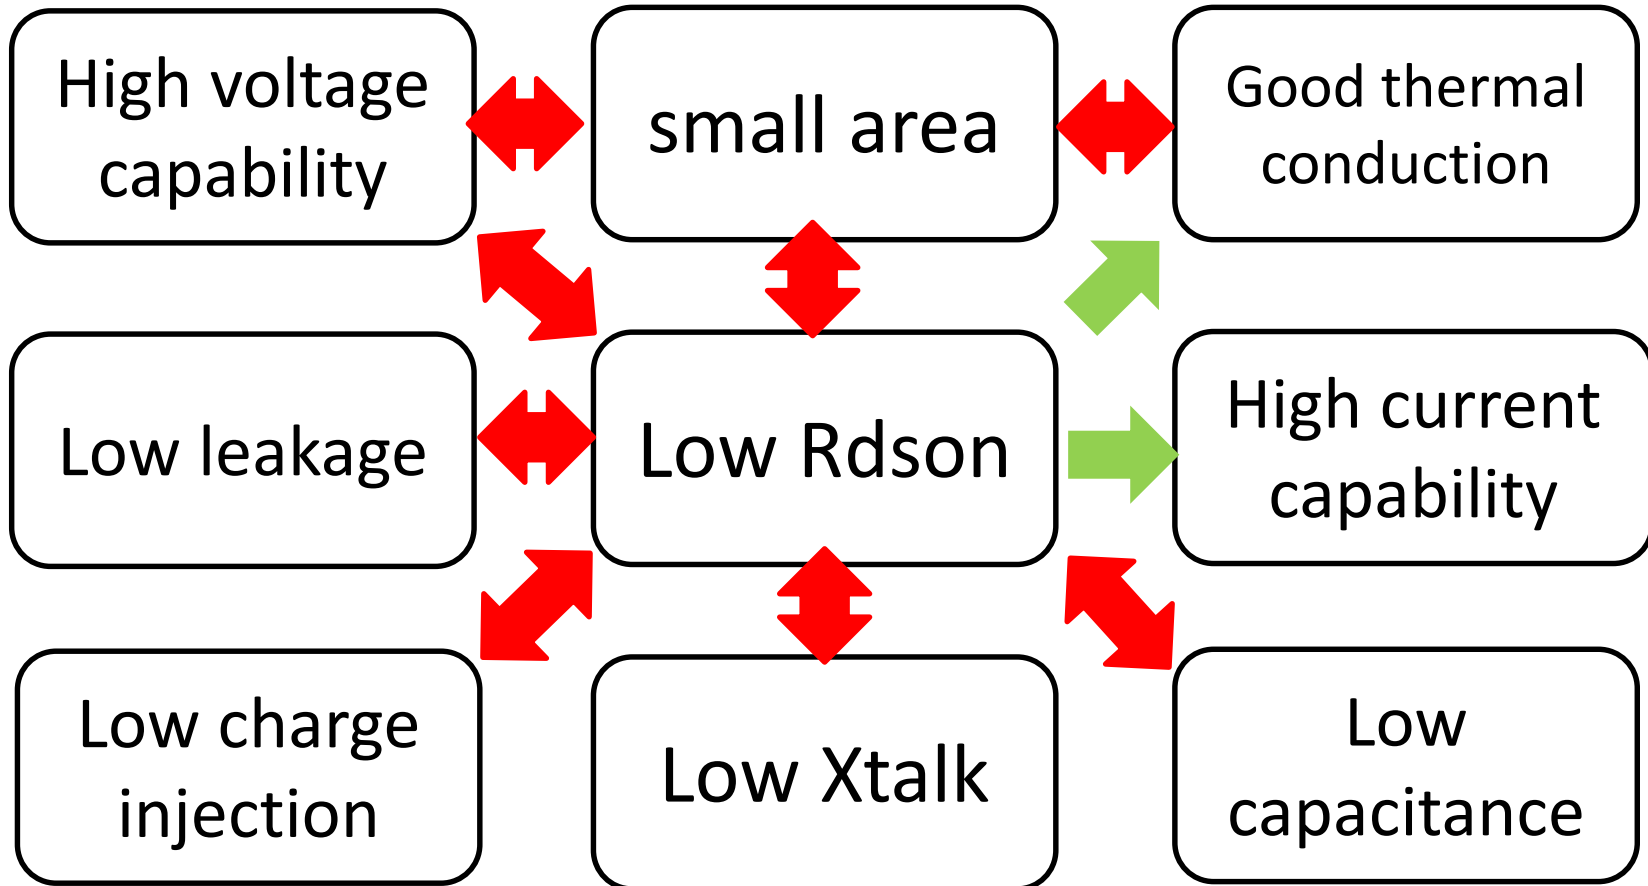 High voltage
capability
small area
Good thermal
conduction
Low leakage
Low Rdson
High current
capability
Low charge
injection
Low Xtalk
Low
capacitance